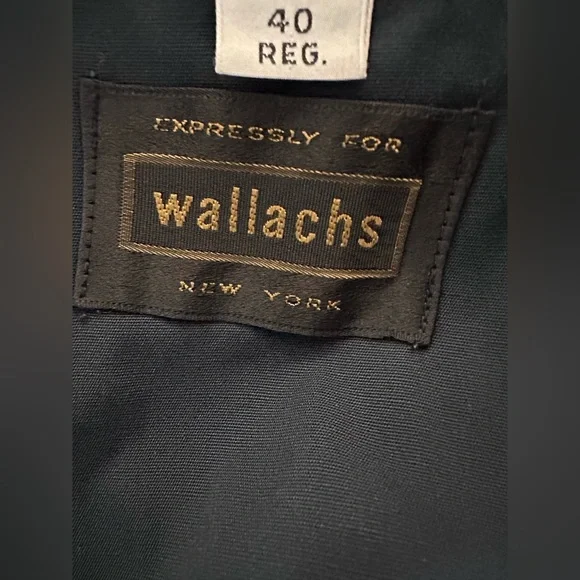 40
REG.
EXPRESSLY FOR
wallachs
NEW YORK